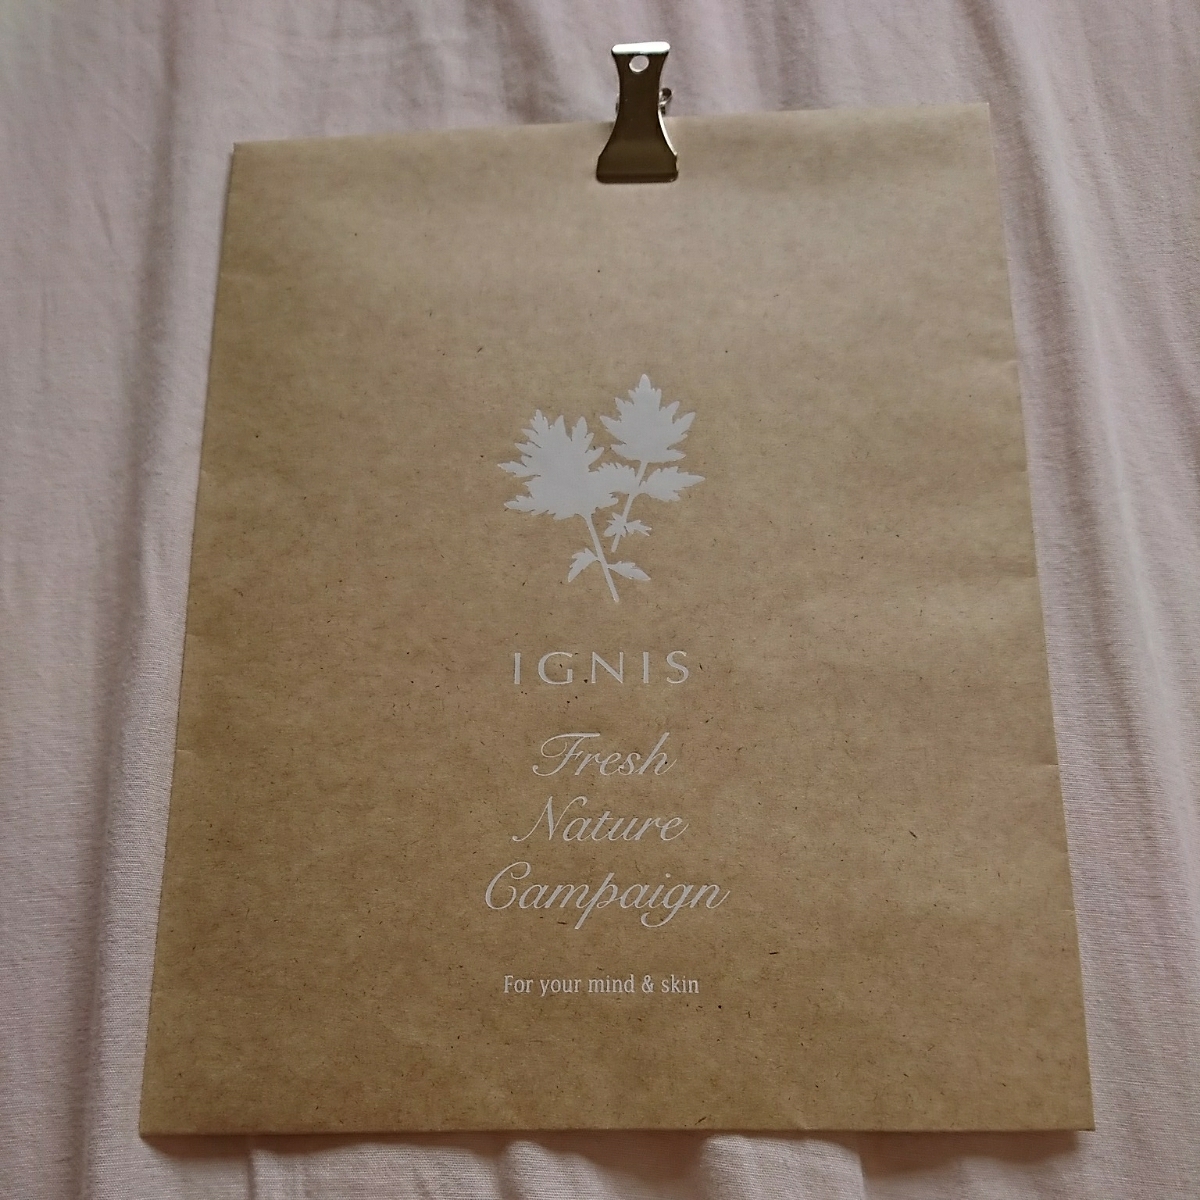 IGNIS
Fresh
Nature
Campaign
For your mind & skin